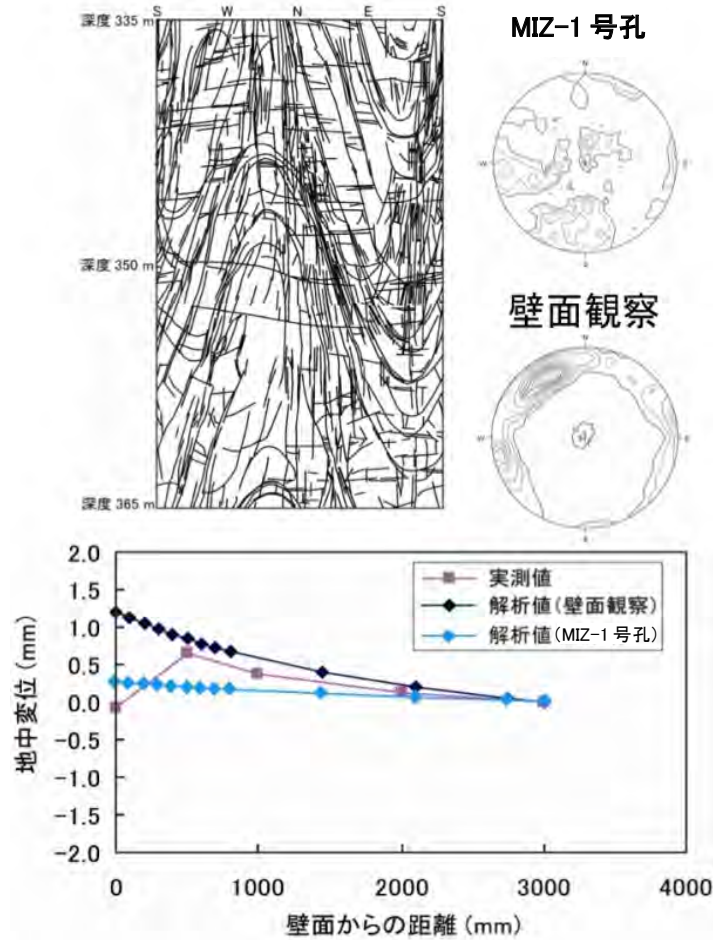 S W N E S
深度 335 m
深度 350 m
深度 365 m
MIZ-1 号孔
N
W
E
S
壁面観察
N
W
E
S
2.0
1.5
1.0
0.5
0.0
-0.5
-1.0
-1.5
-2.0
地中変位 (mm)
実測値
解析値(壁面観察)
解析値(MIZ-1 号孔)
0 1000 2000 3000 4000
壁面からの距離 (mm)